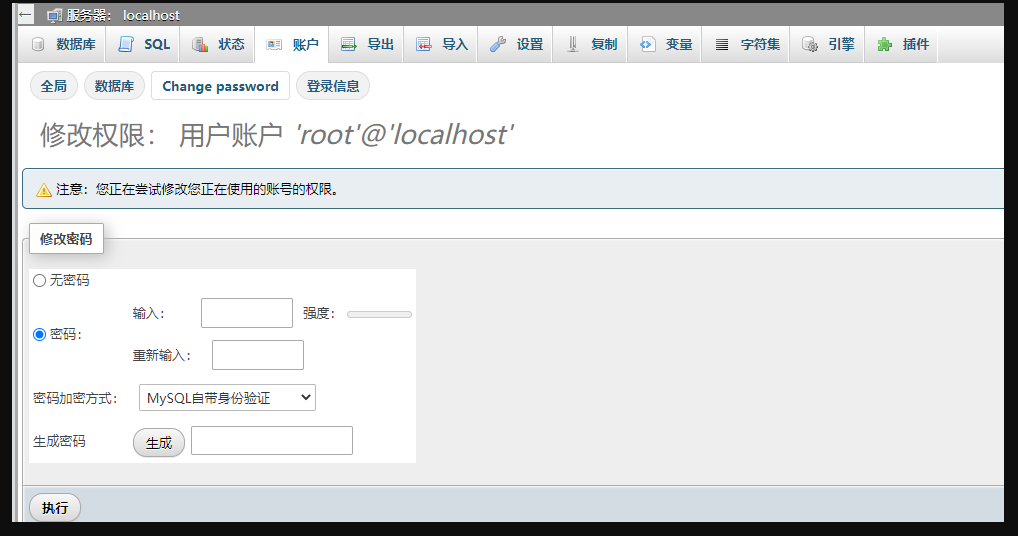 ← 服务器： localhost
数据库 SQL 状态 账户 导出 导入 设置 复制 变量 字符集 引擎 插件
全局 数据库 Change password 登录信息
修改权限： 用户账户 'root'@'localhost'
注意：您正在尝试修改您正在使用的账号的权限。
修改密码
无密码
输入： 强度：
密码：
重新输入：
密码加密方式： MySQL自带身份验证
生成密码 生成
执行